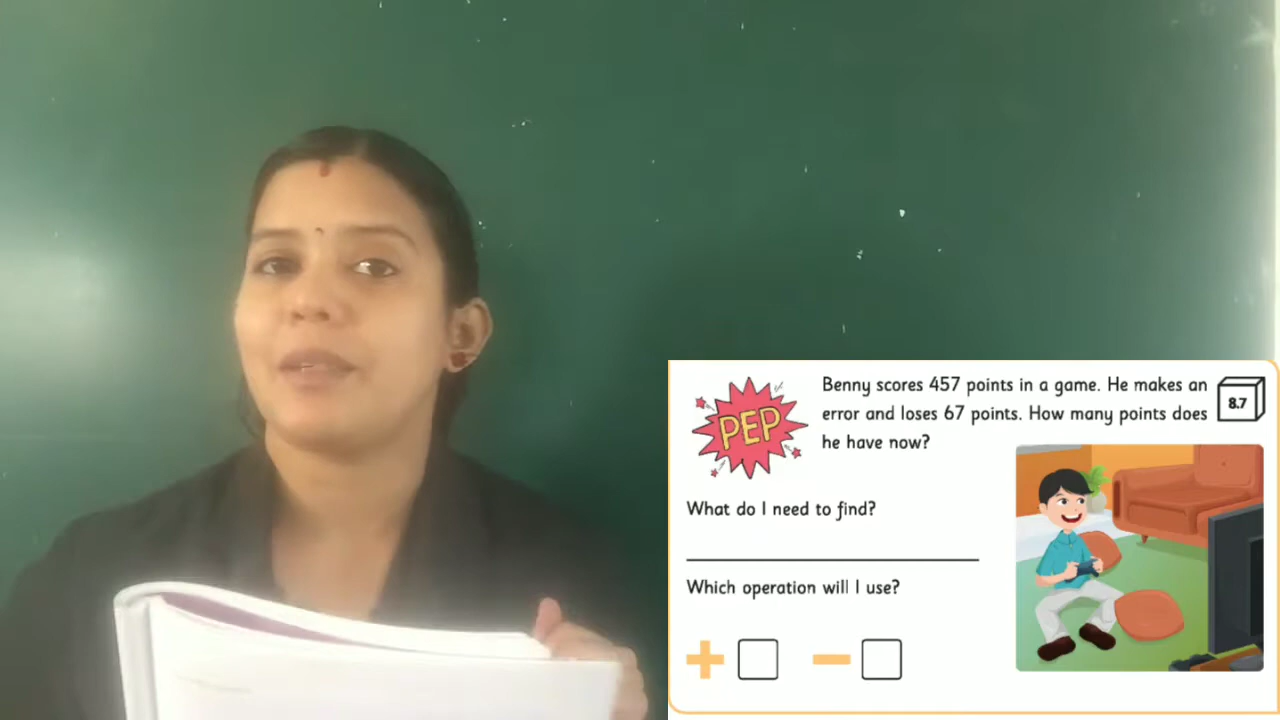 PEP
Benny scores 457 points in a game. He makes an
error and loses 67 points. How many points does
he have now?
8.7
What do I need to find?
Which operation will I use?
+ -